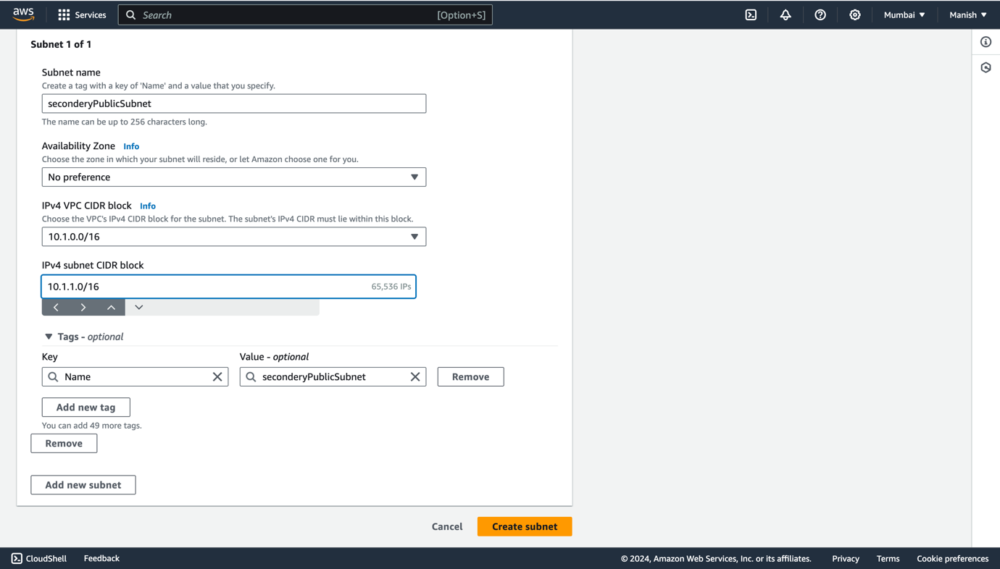 aws Services Search [Option+S] Mumbai Manish
Subnet 1 of 1
Subnet name
Create a tag with a key of 'Name' and a value that you specify.
seconderyPublicSubnet
The name can be up to 256 characters long.
Availability Zone Info
Choose the zone in which your subnet will reside, or let Amazon choose one for you.
No preference
IPv4 VPC CIDR block Info
Choose the VPC's IPv4 CIDR block for the subnet. The subnet's IPv4 CIDR must lie within this block.
10.1.0.0/16
IPv4 subnet CIDR block
10.1.1.0/16 65,536 IPs
Tags - optional
Key Value - optional
Name seconderyPublicSubnet Remove
Add new tag
You can add 49 more tags.
Remove
Add new subnet
Cancel Create subnet
CloudShell Feedback © 2024, Amazon Web Services, Inc. or its affiliates. Privacy Terms Cookie preferences